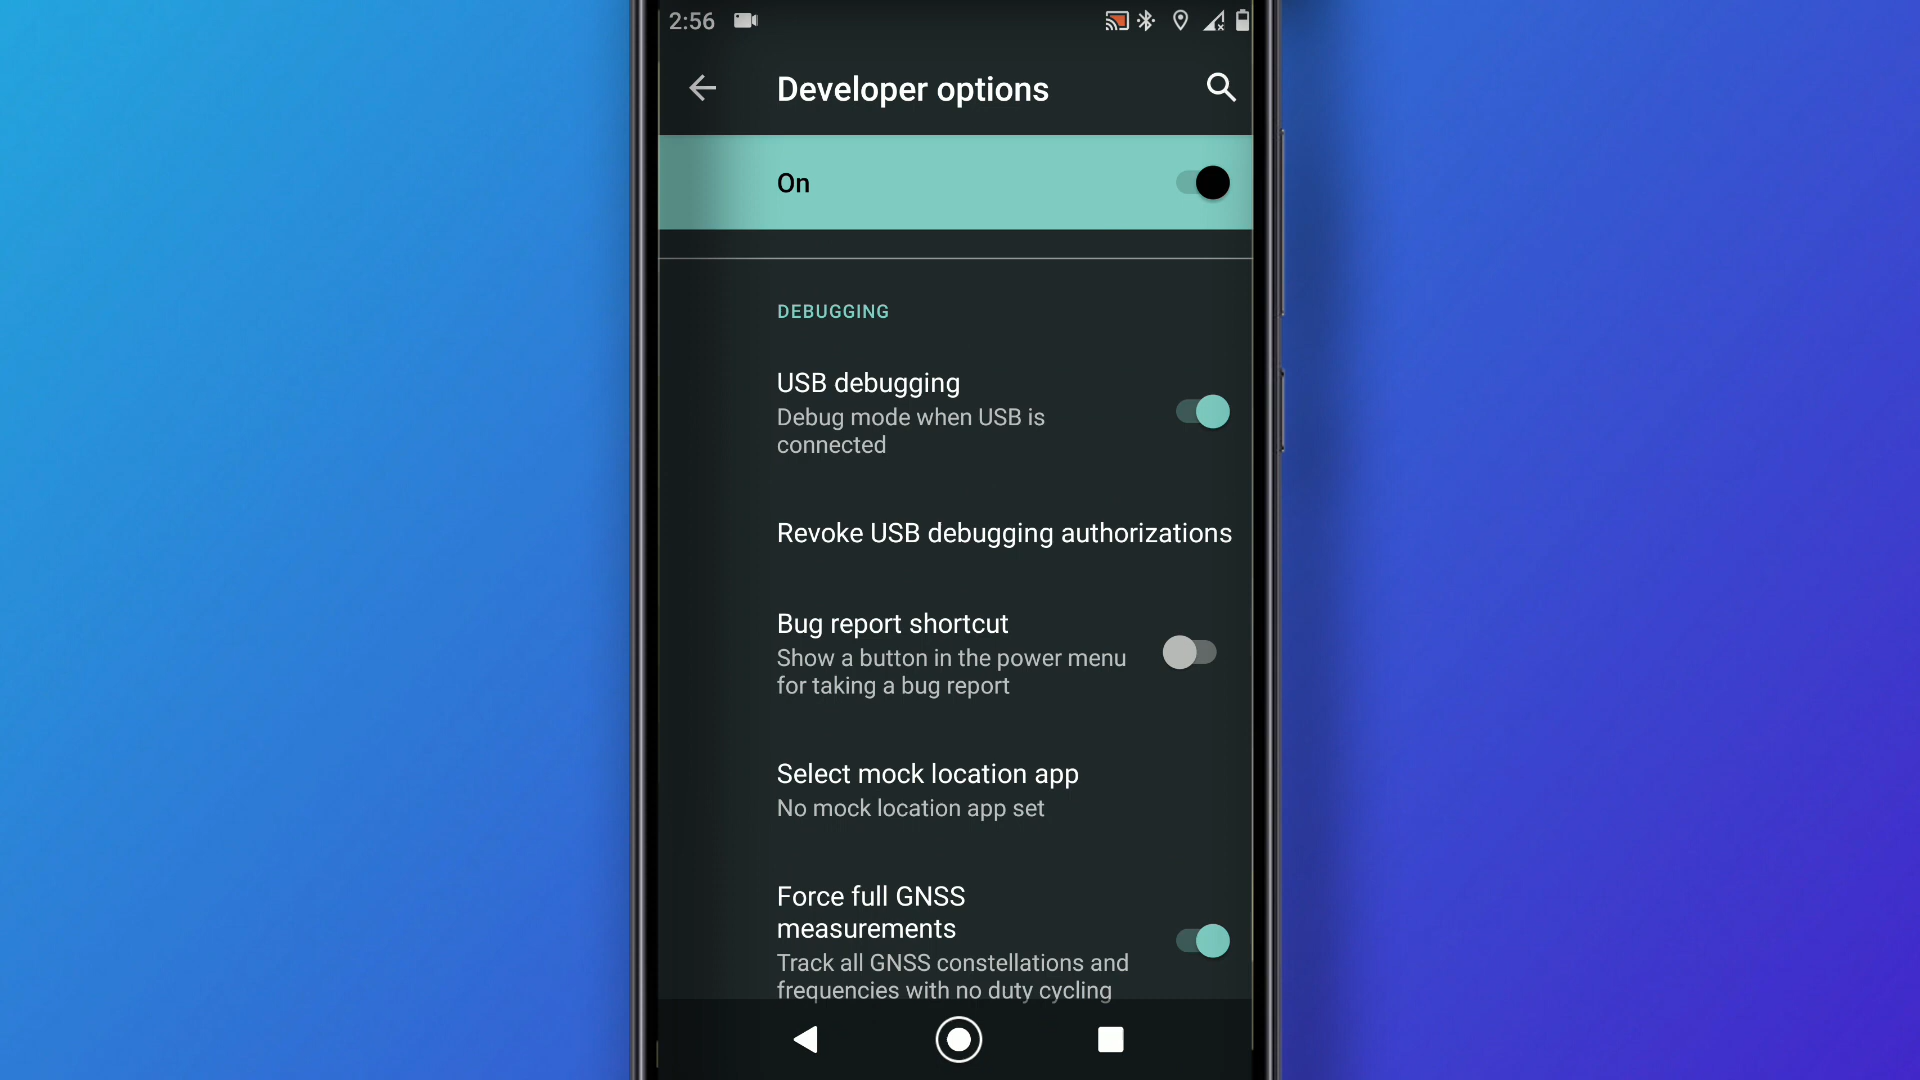 2:56
Developer options
On
DEBUGGING
USB debugging
Debug mode when USB is
connected
Revoke USB debugging authorizations
Bug report shortcut
Show a button in the power menu
for taking a bug report
Select mock location app
No mock location app set
Force full GNSS
measurements
Track all GNSS constellations and
frequencies with no duty cycling